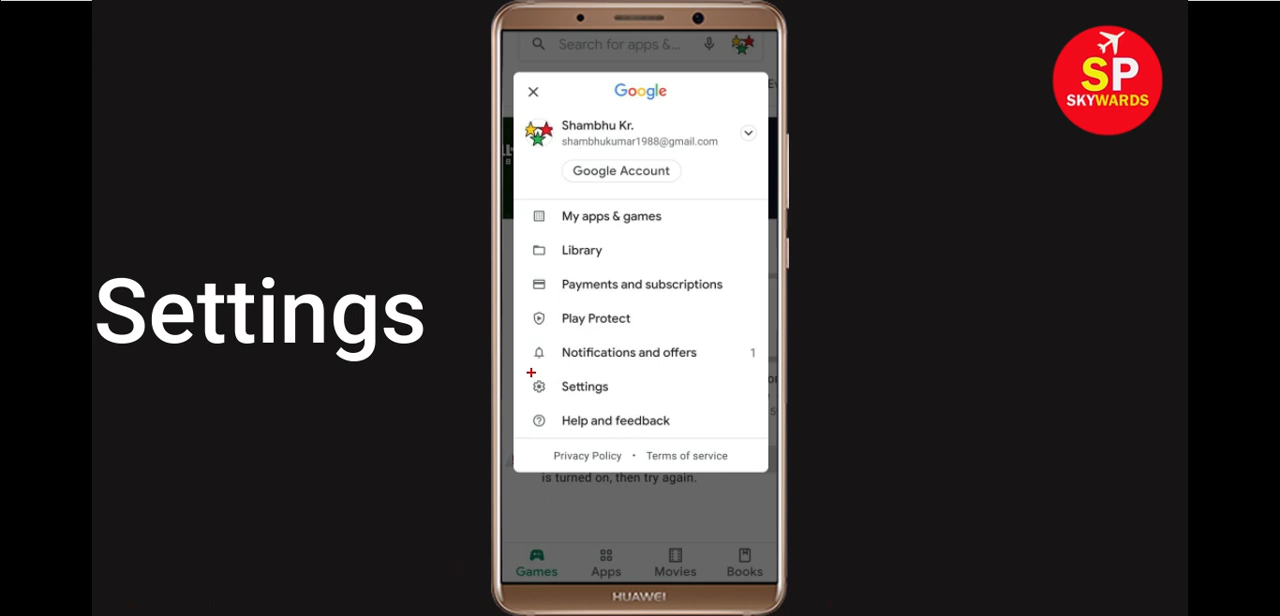 Search for apps &...
Google
Shambhu Kr.
shambhukumar1988@gmail.com
Google Account
My apps & games
Library
Payments and subscriptions
Play Protect
Notifications and offers 1
Settings
Help and feedback
Privacy Policy • Terms of service
is turned on, then try again.
Games Apps Movies Books
HUAWEI
Settings
SP
SKYWARDS